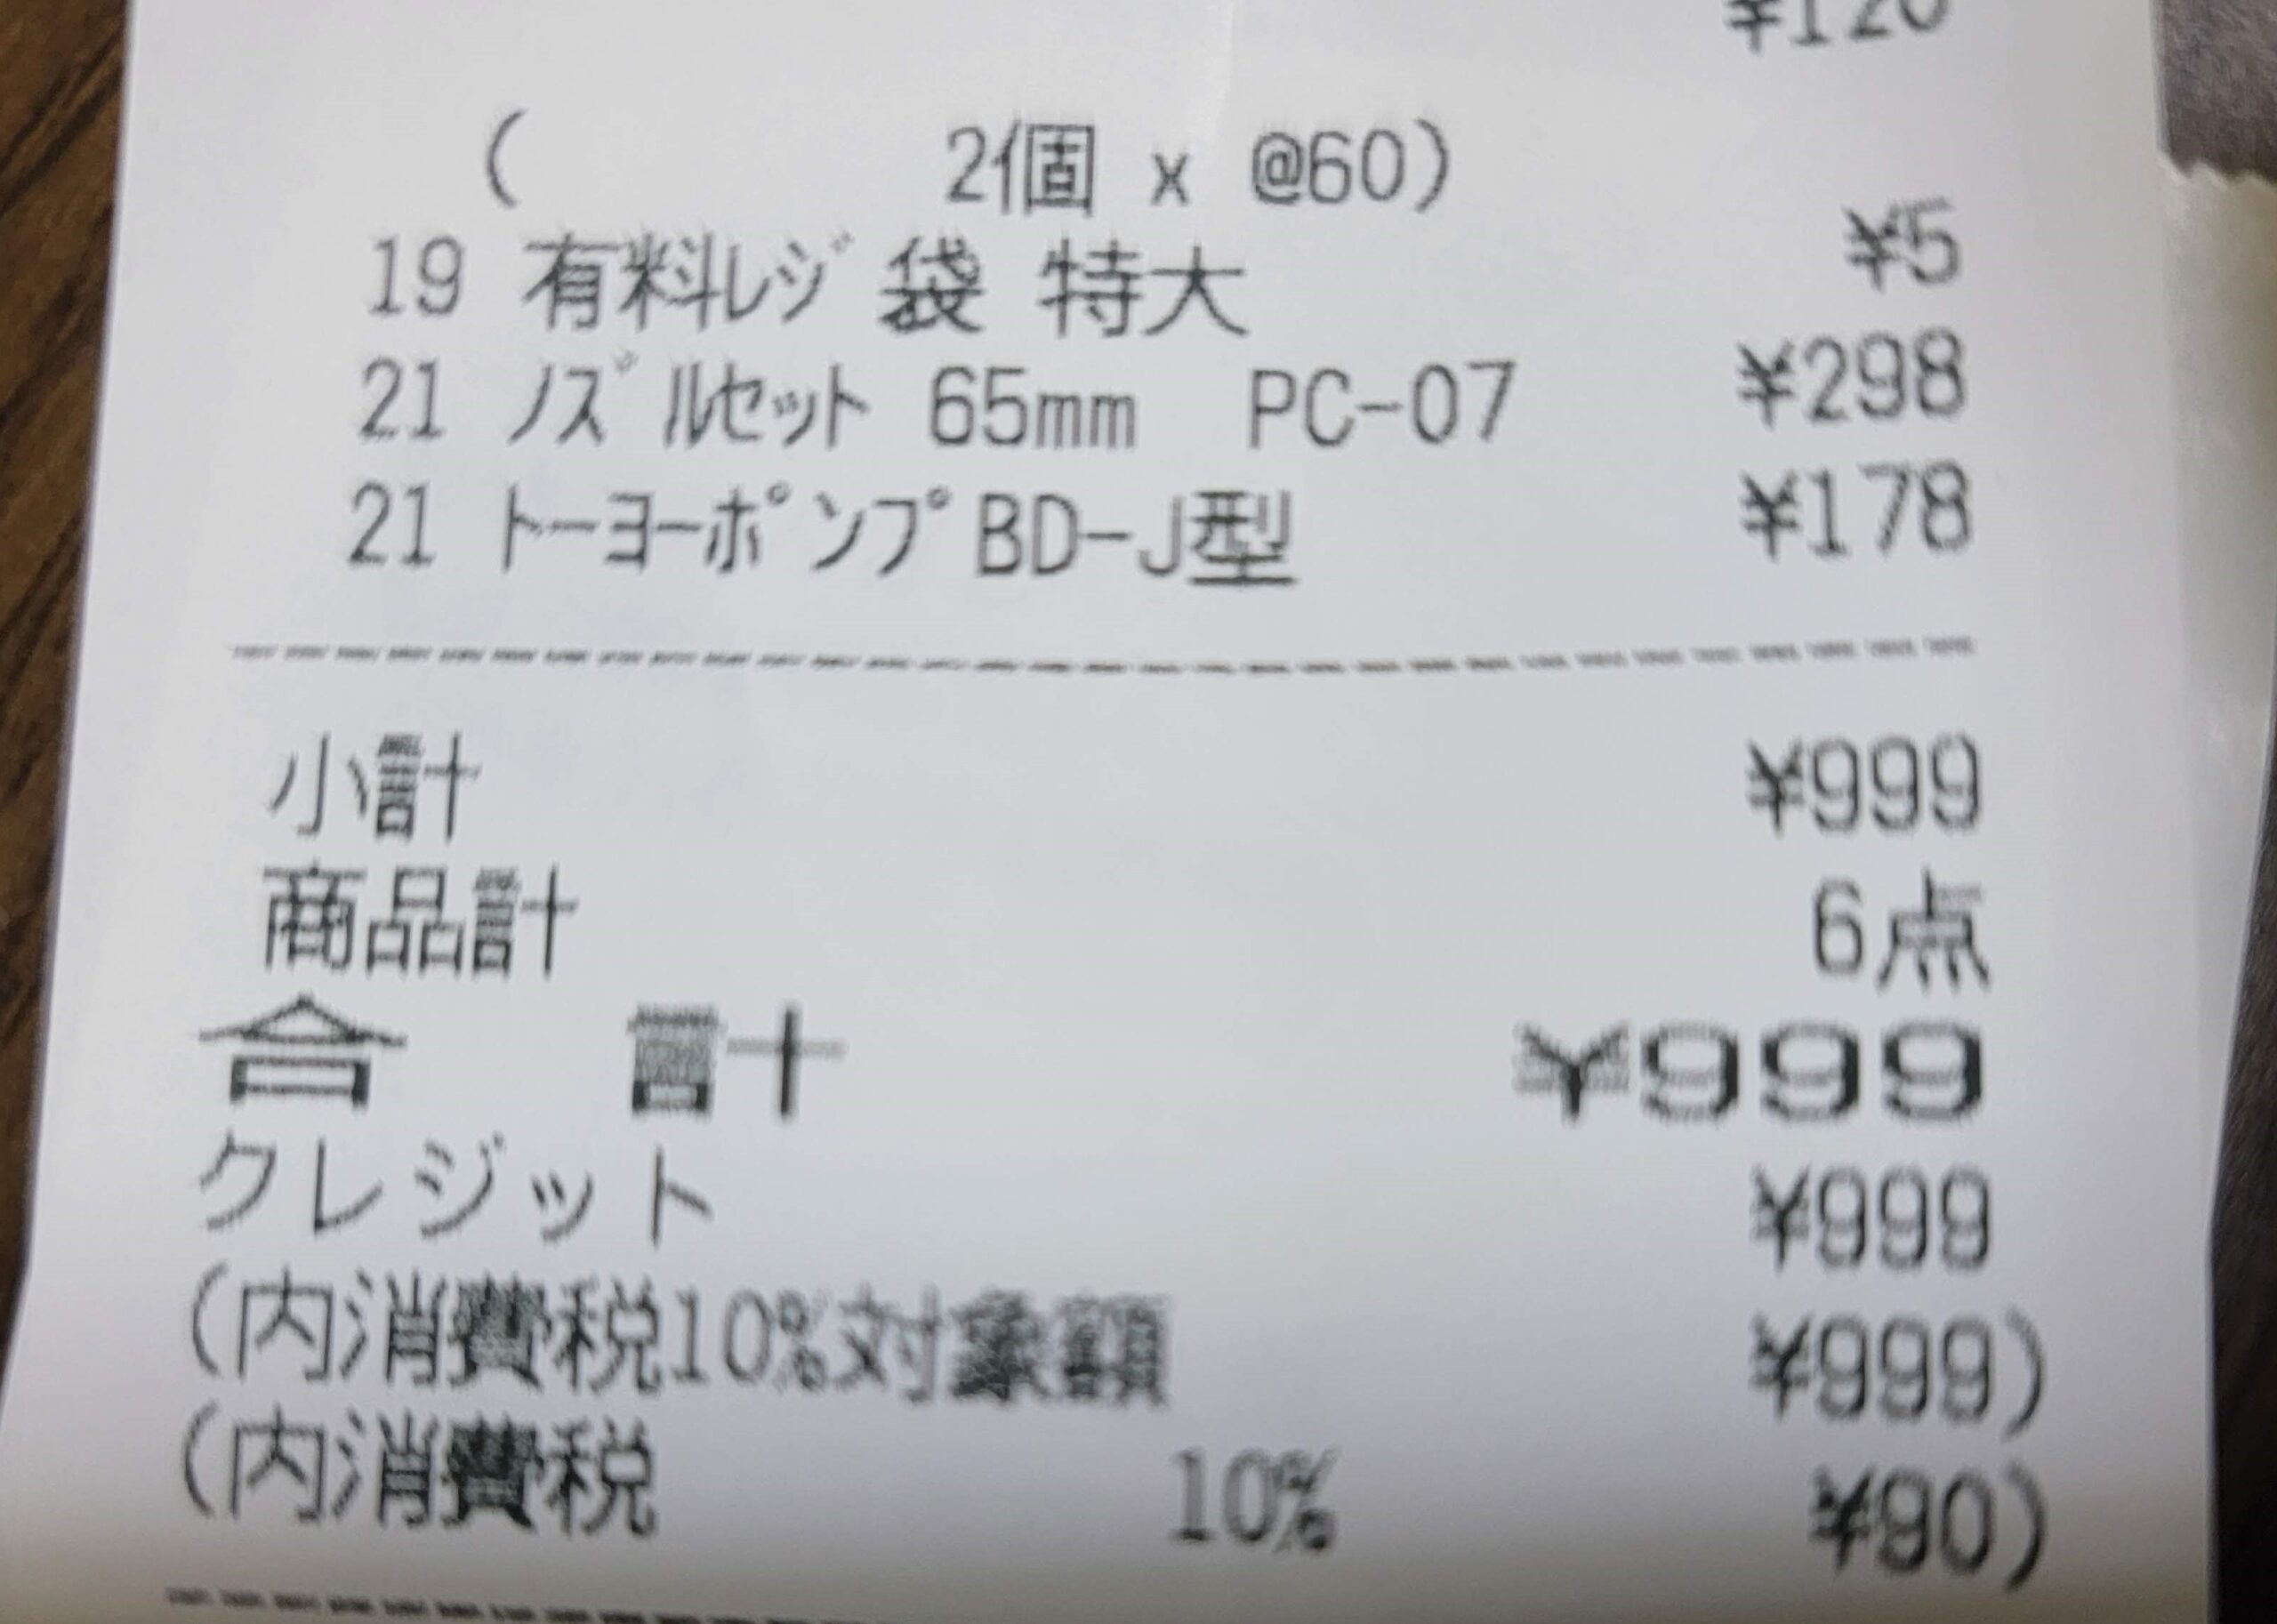 ¥120
( 2個 x @60)
19 有料レジ袋 特大 ¥5
21 ノズルセット 65mm PC-07 ¥298
21 トーヨーポンプBD-J型 ¥178
小計 ¥999
商品計 6点
合 計 ¥999
クレジット ¥999
(内消費税10%対象額 ¥999)
(内消費税 10% ¥90)